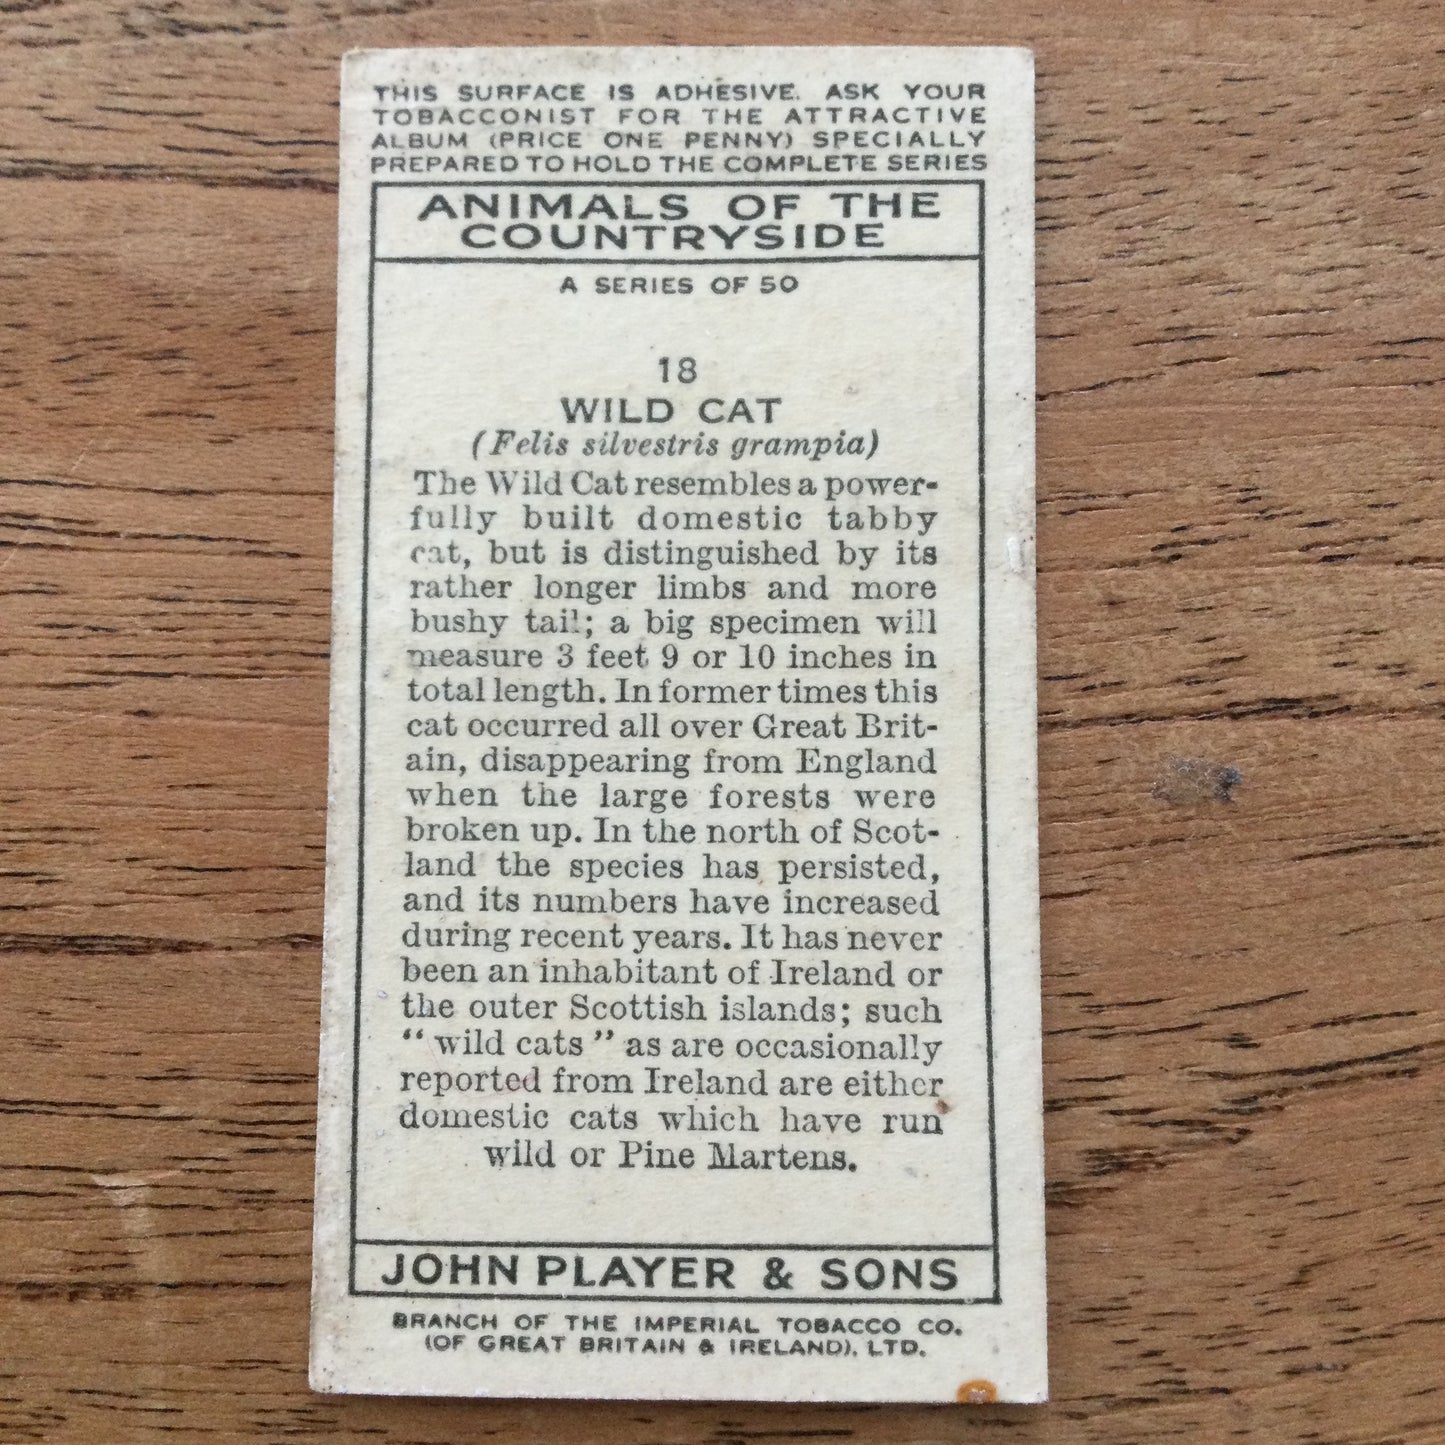 THIS SURFACE IS ADHESIVE. ASK YOUR
TOBACCONIST FOR THE ATTRACTIVE
ALBUM (PRICE ONE PENNY) SPECIALLY
PREPARED TO HOLD THE COMPLETE SERIES
ANIMALS OF THE
COUNTRYSIDE
A SERIES OF 50
18
WILD CAT
(Felis silvestris grampia)
The Wild Cat resembles a power-
fully built domestic tabby
cat, but is distinguished by its
rather longer limbs and more
bushy tail; a big specimen will
measure 3 feet 9 or 10 inches in
total length. In former times this
cat occurred all over Great Brit-
ain, disappearing from England
when the large forests were
broken up. In the north of Scot-
land the species has persisted,
and its numbers have increased
during recent years. It has never
been an inhabitant of Ireland or
the outer Scottish islands; such
“ wild cats ” as are occasionally
reported from Ireland are either
domestic cats which have run
wild or Pine Martens.
JOHN PLAYER & SONS
BRANCH OF THE IMPERIAL TOBACCO CO.
(OF GREAT BRITAIN & IRELAND), LTD.